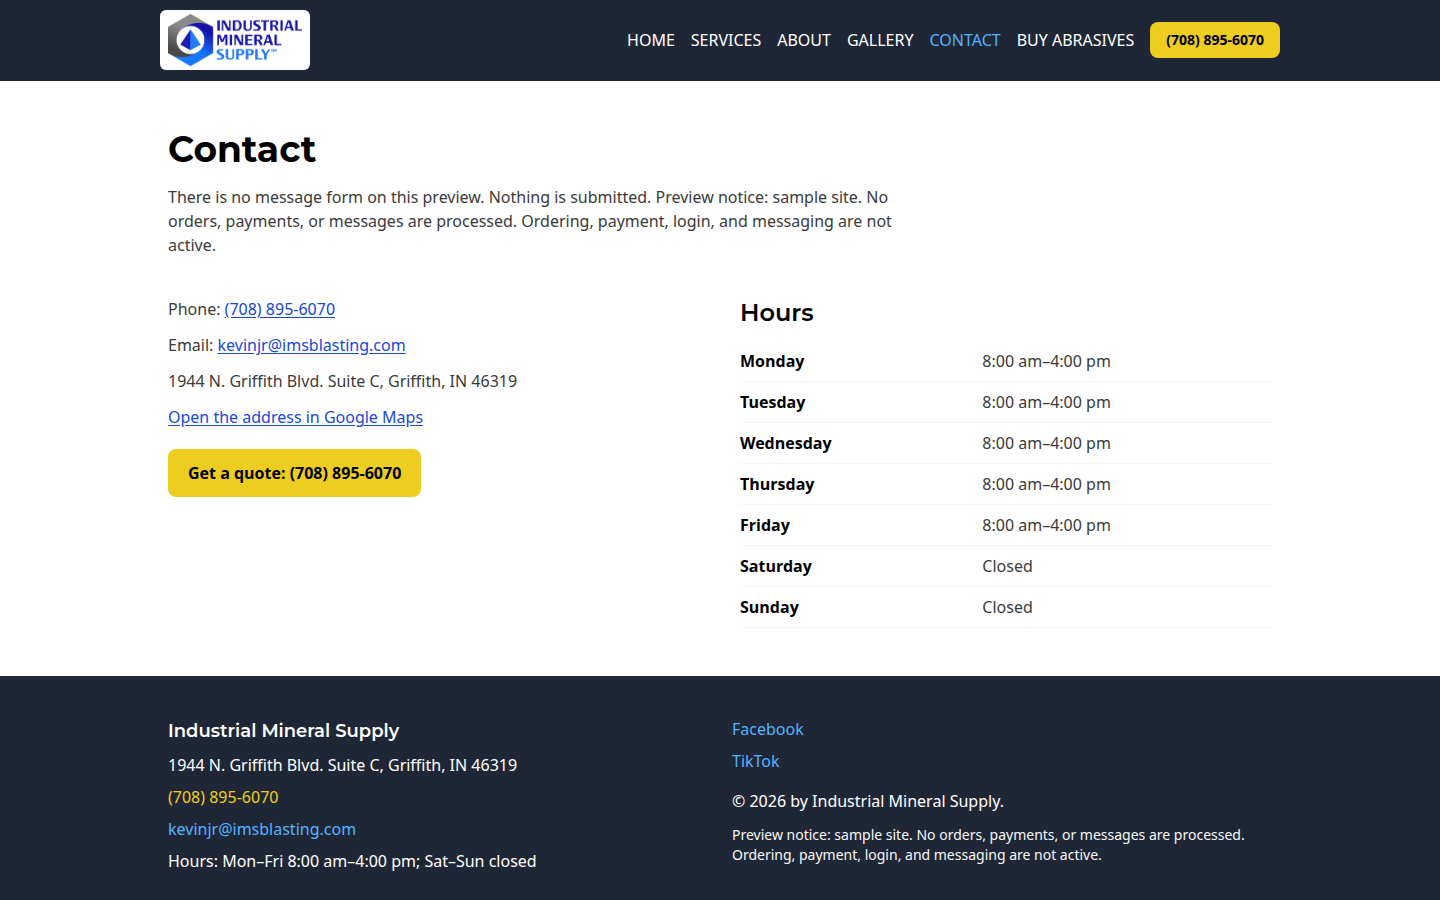 INDUSTRIAL
MINERAL
SUPPLY™
HOME SERVICES ABOUT GALLERY CONTACT BUY ABRASIVES (708) 895-6070
Contact
There is no message form on this preview. Nothing is submitted. Preview notice: sample site. No
orders, payments, or messages are processed. Ordering, payment, login, and messaging are not
active.
Phone: (708) 895-6070
Email: kevinjr@imsblasting.com
1944 N. Griffith Blvd. Suite C, Griffith, IN 46319
Open the address in Google Maps
Get a quote: (708) 895-6070
Hours
Monday 8:00 am–4:00 pm
Tuesday 8:00 am–4:00 pm
Wednesday 8:00 am–4:00 pm
Thursday 8:00 am–4:00 pm
Friday 8:00 am–4:00 pm
Saturday Closed
Sunday Closed
Industrial Mineral Supply
1944 N. Griffith Blvd. Suite C, Griffith, IN 46319
(708) 895-6070
kevinjr@imsblasting.com
Hours: Mon–Fri 8:00 am–4:00 pm; Sat–Sun closed
Facebook
TikTok
© 2026 by Industrial Mineral Supply.
Preview notice: sample site. No orders, payments, or messages are processed.
Ordering, payment, login, and messaging are not active.